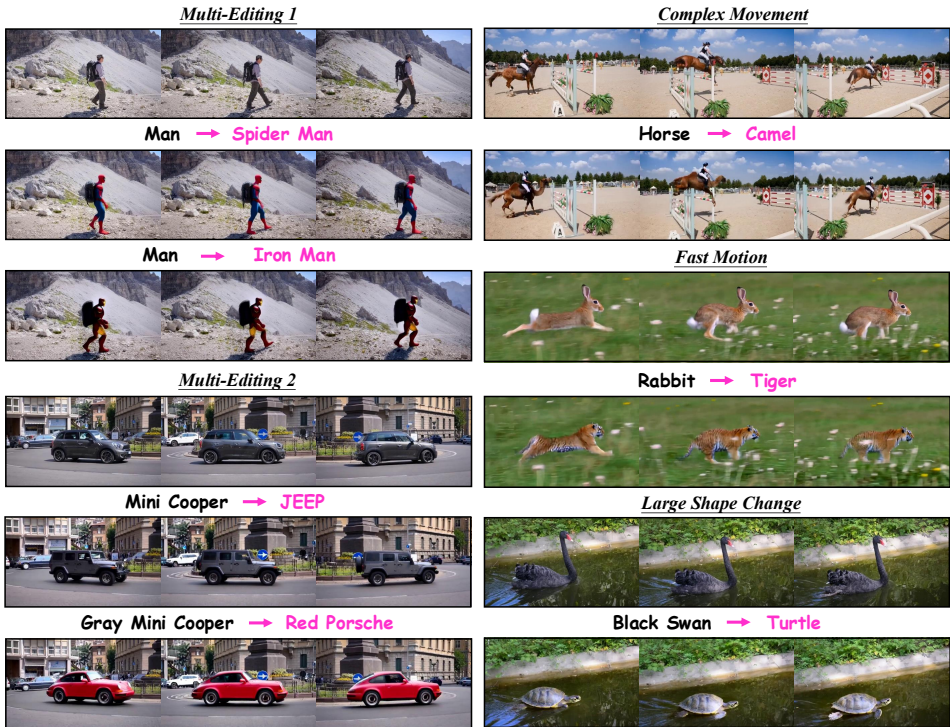 Multi-Editing 1
Man → Spider Man
Man → Iron Man
Multi-Editing 2
Mini Cooper → JEEP
Gray Mini Cooper → Red Porsche
Complex Movement
Horse → Camel
Fast Motion
Rabbit → Tiger
Large Shape Change
Black Swan → Turtle